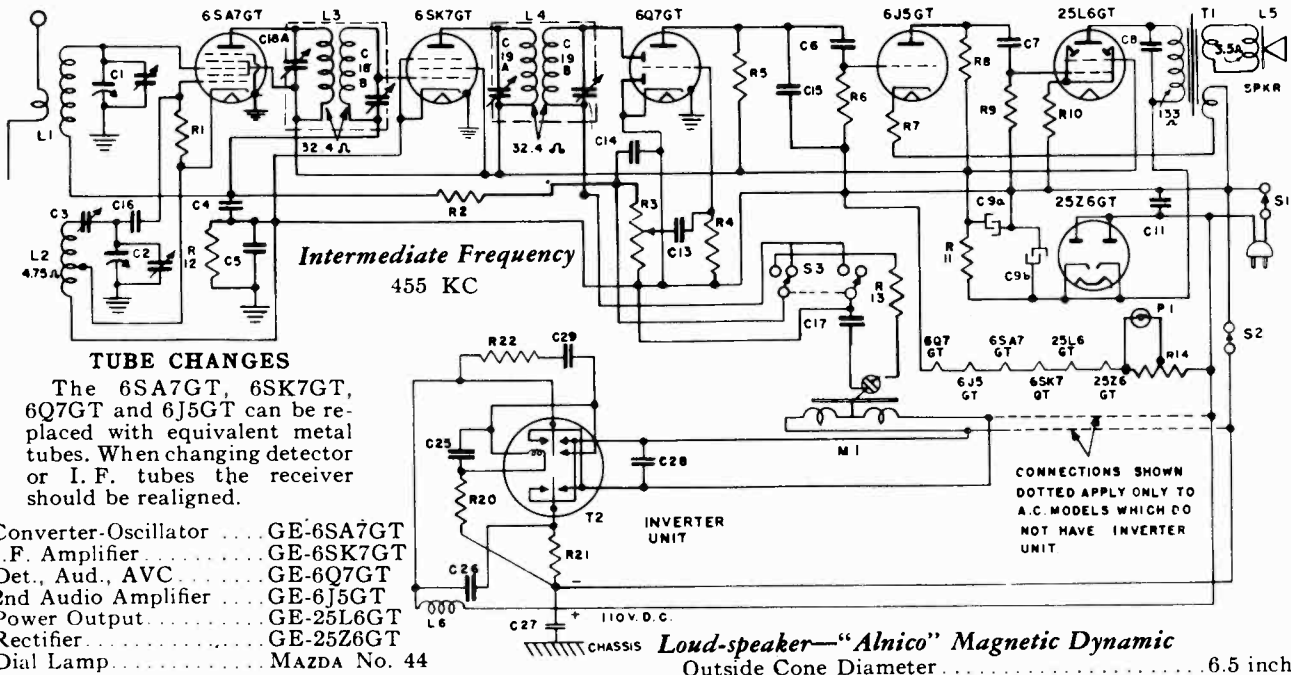 6SA7GT L3 6SK7GT L4 6Q7GT 6J5GT 25L6GT T1 L5
C18A C 18 B C 19 A C 19 B C6 C7 C8 3.5Ω
C1 R5 R8 SPKR
L1 R1 C15 R6 R7 R9 R10 133 Ω
32.4 Ω 32.4 Ω C14
C3 C16 C4 R2 R3 R4 C9a 25Z6GT S1
L2 4.75Ω C2 R 12 C5 C13 R 11 C9b C11
Intermediate Frequency
455 KC
S3 R 13 C17
P1 R14 S2
6Q7 GT 6J5 GT 6SA7 GT 6SK7 GT 25L6 GT 25Z6 GT
TUBE CHANGES
The 6SA7GT, 6SK7GT,
6Q7GT and 6J5GT can be re-
placed with equivalent metal
tubes. When changing detector
or I. F. tubes the receiver
should be realigned.
R22 C29
C25 R20 C28 M1
T2 INVERTER
UNIT
R21
C26 L6 C27 − + 110V. D.C.
CHASSIS
CONNECTIONS SHOWN
DOTTED APPLY ONLY TO
A.C. MODELS WHICH DO
NOT HAVE INVERTER
UNIT
Converter-Oscillator ..... GE-6SA7GT
.F. Amplifier ........... GE-6SK7GT
Det., Aud., AVC ......... GE-6Q7GT
2nd Audio Amplifier .... GE-6J5GT
Power Output ........... GE-25L6GT
Rectifier ............... GE-25Z6GT
Dial Lamp ........... MAZDA No. 44
Loud-speaker—“Alnico” Magnetic Dynamic
Outside Cone Diameter ........................ 6.5 inch